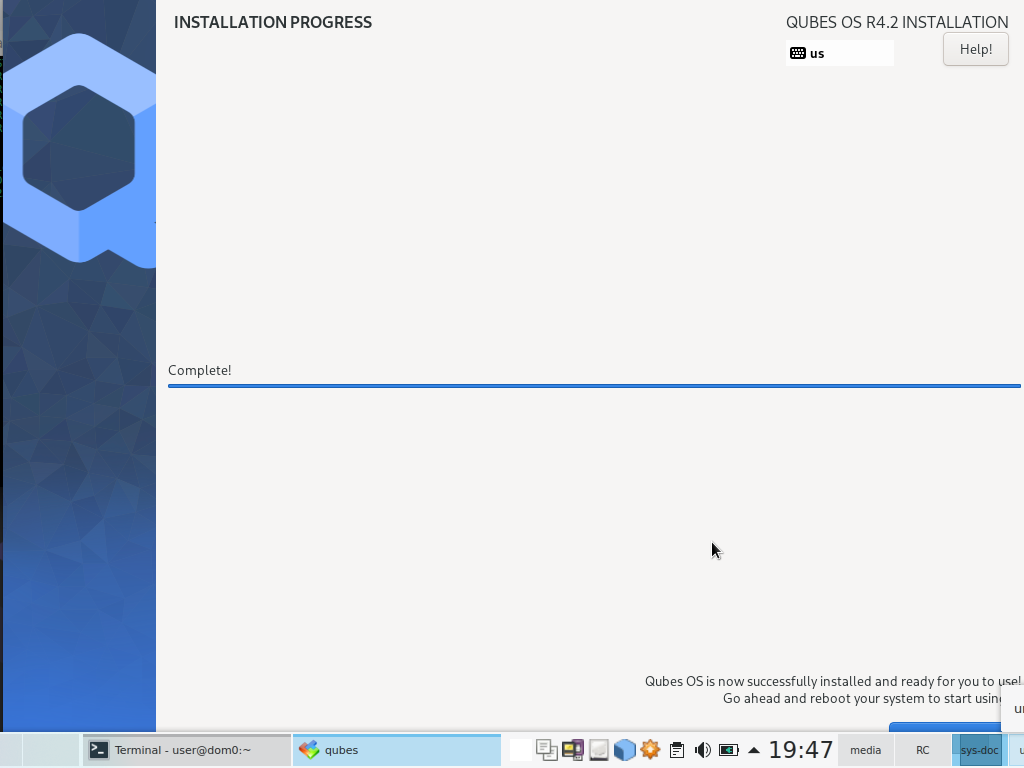 INSTALLATION PROGRESS
QUBES OS R4.2 INSTALLATION
us
Help!
Complete!
Qubes OS is now successfully installed and ready for you to use!
Go ahead and reboot your system to start using
Terminal - user@dom0:~
qubes
19:47
media
RC
sys-doc